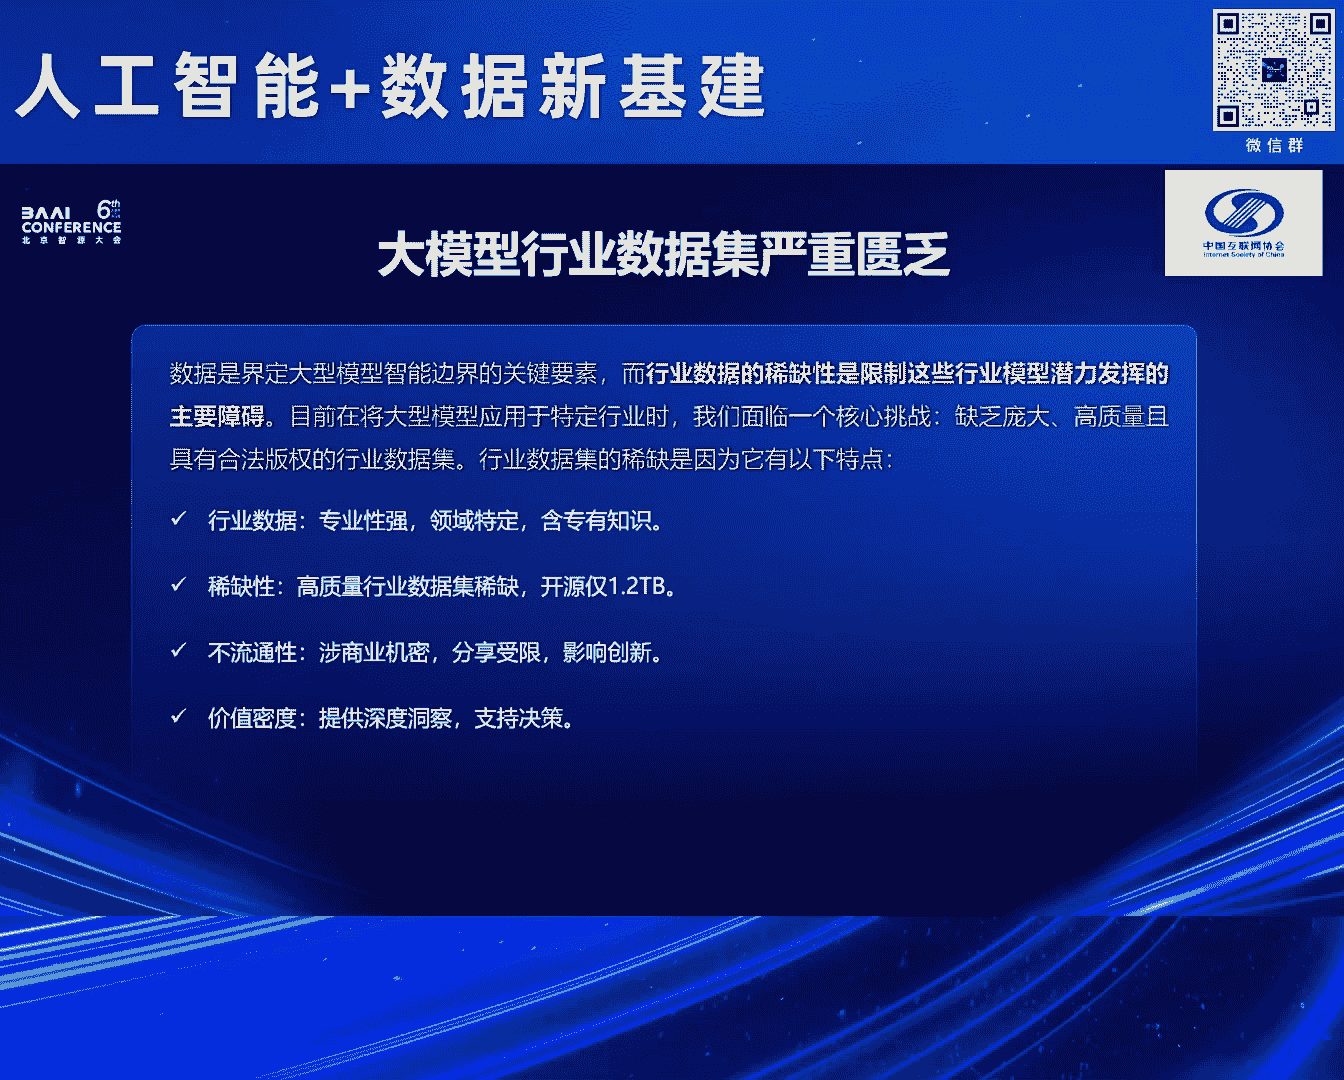 人工智能+数据新基建
微信群
BAAI 6th
CONFERENCE
北京智源大会
中国互联网协会
Internet Society of China
大模型行业数据集严重匮乏
数据是界定大型模型智能边界的关键要素，而行业数据的稀缺性是限制这些行业模型潜力发挥的
主要障碍。目前在将大型模型应用于特定行业时，我们面临一个核心挑战：缺乏庞大、高质量且
具有合法版权的行业数据集。行业数据集的稀缺是因为它有以下特点：
✓ 行业数据：专业性强，领域特定，含专有知识。
✓ 稀缺性：高质量行业数据集稀缺，开源仅1.2TB。
✓ 不流通性：涉商业机密，分享受限，影响创新。
✓ 价值密度：提供深度洞察，支持决策。